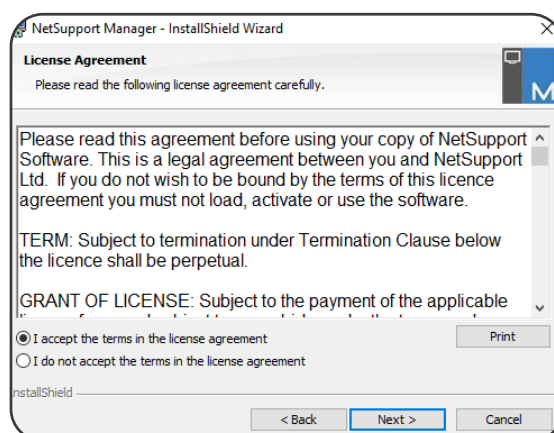 NetSupport Manager - InstallShield Wizard
License Agreement
Please read the following license agreement carefully.
M
Please read this agreement before using your copy of NetSupport
Software. This is a legal agreement between you and NetSupport
Ltd.  If you do not wish to be bound by the terms of this licence
agreement you must not load, activate or use the software.
TERM: Subject to termination under Termination Clause below
the licence shall be perpetual.
GRANT OF LICENSE: Subject to the payment of the applicable
I accept the terms in the license agreement
Print
I do not accept the terms in the license agreement
InstallShield
< Back
Next >
Cancel